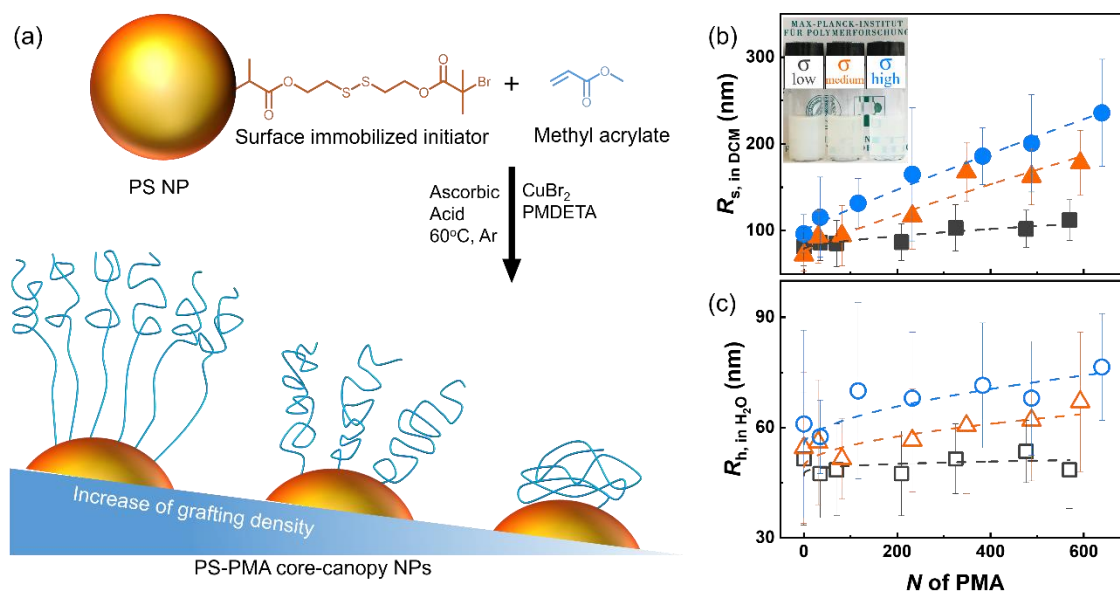 (a)
O
O
S
S
O
O
Br
+
O
O
Surface immobilized initiator
Methyl acrylate
PS NP
Ascorbic
Acid
60°C, Ar
CuBr₂
PMDETA
Increase of grafting density
PS-PMA core-canopy NPs
(b)
MAX-PLANCK-INSTITUT
FÜR POLYMERFORSCHUNG
σ
low
σ
medium
σ
high
Rs, in DCM (nm)
300
200
100
(c)
Rh, in H₂O (nm)
90
60
30
0
200
400
600
N of PMA